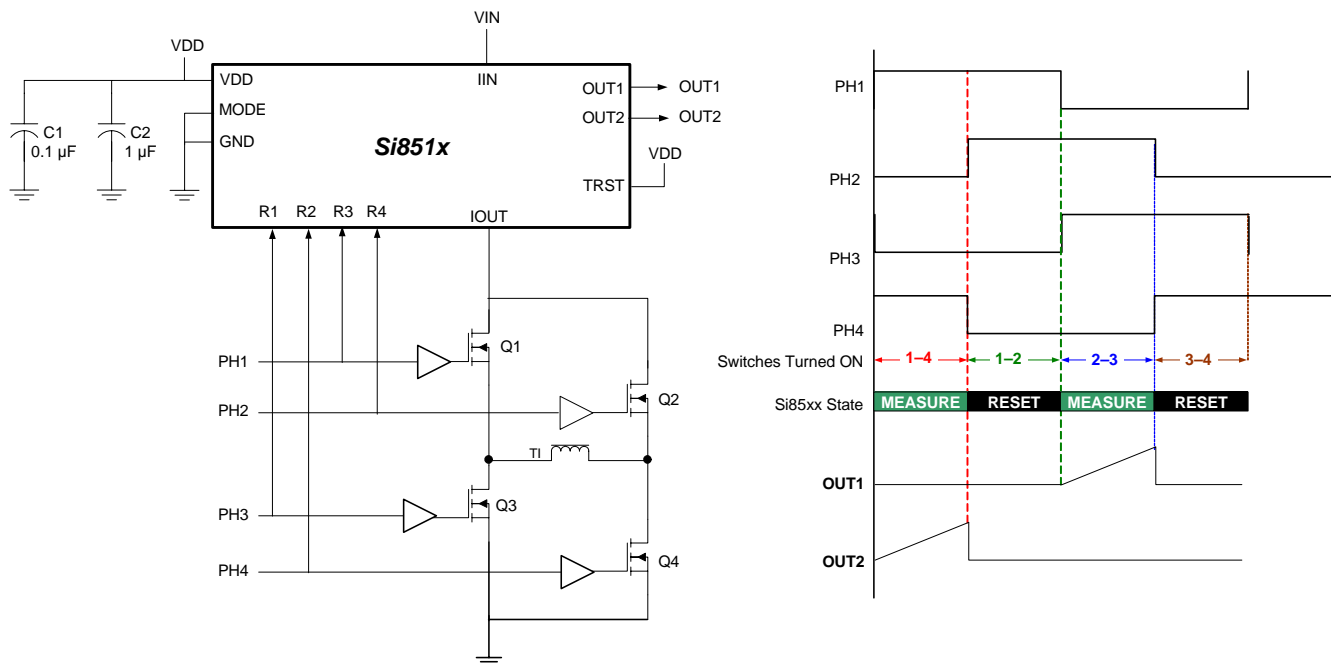 VIN
VDD
VDD
IIN
MODE
GND
C1
0.1 µF
C2
1 µF
Si851x
OUT1
OUT1
OUT2
OUT2
VDD
TRST
R1
R2
R3
R4
IOUT
PH1
Q1
PH2
Q2
TI
PH3
Q3
PH4
Q4
PH1
PH2
PH3
PH4
Switches Turned ON
1–4
1–2
2–3
3–4
Si85xx State
MEASURE
RESET
MEASURE
RESET
OUT1
OUT2